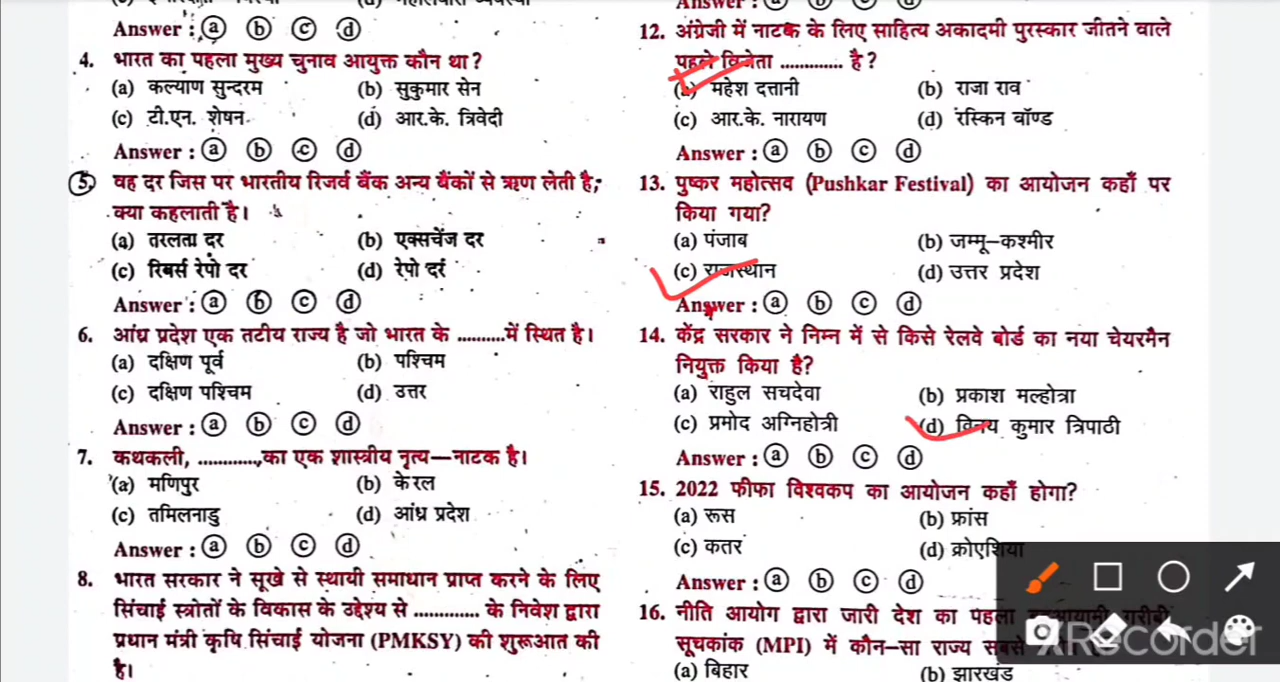 Answer : ⓐ ⓑ ⓒ ⓓ
4. भारत का पहला मुख्य चुनाव आयुक्त कौन था?
(a) कल्याण सुन्दरम (b) सुकुमार सेन
(c) टी.एन. शेषन (d) आर.के. त्रिवेदी
Answer : ⓐ ⓑ ⓒ ⓓ
5. वह दर जिस पर भारतीय रिजर्व बैंक अन्य बैंकों से ऋण लेती है,
क्या कहलाती है।
(a) तरलता दर (b) एक्सचेंज दर
(c) रिबर्स रेपो दर (d) रेपो दर
Answer : ⓐ ⓑ ⓒ ⓓ
6. आंध्र प्रदेश एक तटीय राज्य है जो भारत के ..........में स्थित है।
(a) दक्षिण पूर्व (b) पश्चिम
(c) दक्षिण पश्चिम (d) उत्तर
Answer : ⓐ ⓑ ⓒ ⓓ
7. कथकली, ............,का एक शास्त्रीय नृत्य–नाटक है।
(a) मणिपुर (b) केरल
(c) तमिलनाडु (d) आंध्र प्रदेश
Answer : ⓐ ⓑ ⓒ ⓓ
8. भारत सरकार ने सूखे से स्थायी समाधान प्राप्त करने के लिए
सिंचाई स्त्रोतों के विकास के उद्देश्य से ............. के निवेश द्वारा
प्रधान मंत्री कृषि सिंचाई योजना (PMKSY) की शुरूआत की
है।
Answer : ⓐ ⓑ ⓒ ⓓ
12. अंग्रेजी में नाटक के लिए साहित्य अकादमी पुरस्कार जीतने वाले
पहले विजेता ............. है?
(a) महेश दत्तानी (b) राजा राव
(c) आर.के. नारायण (d) रस्किन बॉण्ड
Answer : ⓐ ⓑ ⓒ ⓓ
13. पुष्कर महोत्सव (Pushkar Festival) का आयोजन कहाँ पर
किया गया?
(a) पंजाब (b) जम्मू–कश्मीर
(c) राजस्थान (d) उत्तर प्रदेश
Answer : ⓐ ⓑ ⓒ ⓓ
14. केंद्र सरकार ने निम्न में से किसे रेलवे बोर्ड का नया चेयरमैन
नियुक्त किया है?
(a) राहुल सचदेवा (b) प्रकाश मल्होत्रा
(c) प्रमोद अग्निहोत्री (d) विनय कुमार त्रिपाठी
Answer : ⓐ ⓑ ⓒ ⓓ
15. 2022 फीफा विश्वकप का आयोजन कहाँ होगा?
(a) रूस (b) फ्रांस
(c) कतर (d) क्रोएशिया
Answer : ⓐ ⓑ ⓒ ⓓ
16. नीति आयोग द्वारा जारी देश का पहला बहुआयामी गरीबी
सूचकांक (MPI) में कौन–सा राज्य
(a) बिहार (b) झारखंड
XRecorder